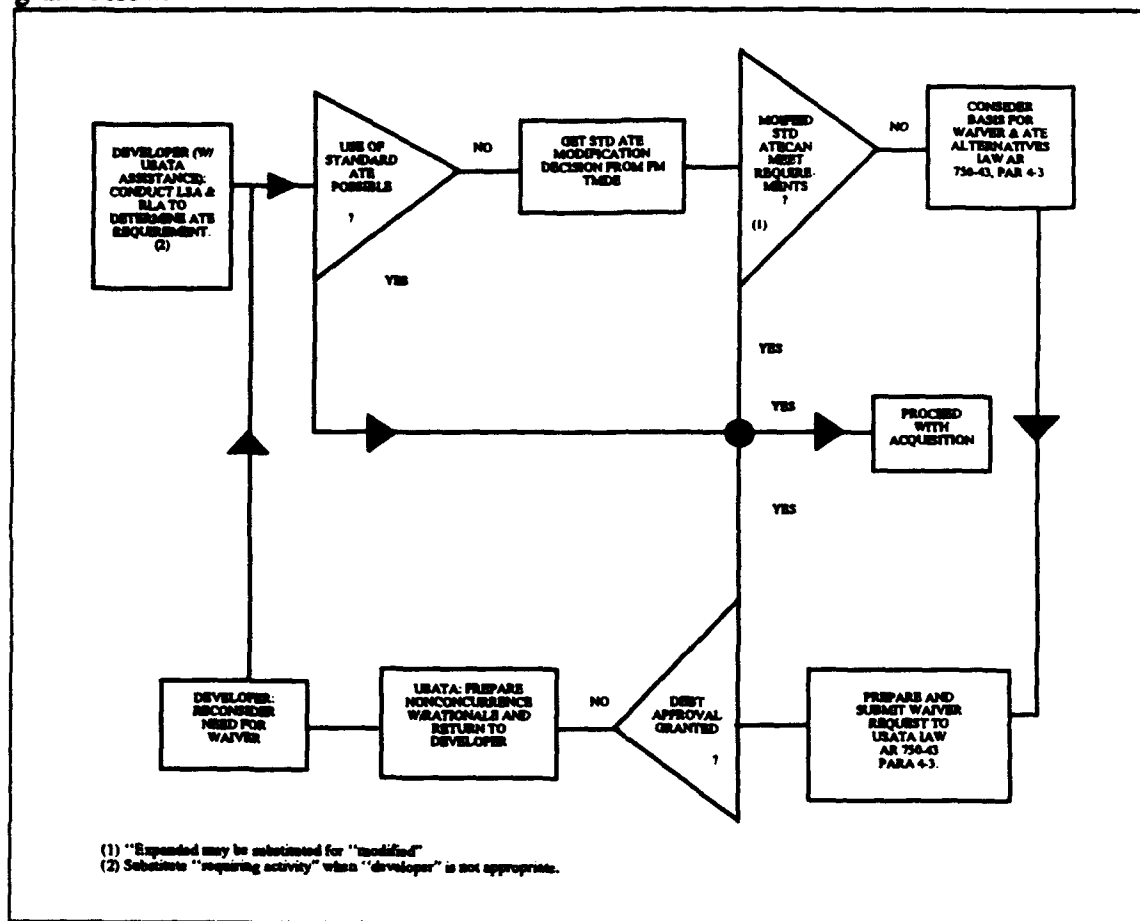 DEVELOPER (W/
USATA
ASSISTANCE):
CONDUCT LSA &
RLA TO
DETERMINE ATE
REQUIREMENT.
(2)
USE OF
STANDARD
ATE
POSSIBLE
?
NO
YES
GET STD ATE
MODIFICATION
DECISION FROM PM
TMDE
MOIFEED
STD
ATECAN
MEET
REQUIRE-
MENTS
?
(1)
NO
YES
CONSIDER
BASIS FOR
WAIVER & ATE
ALTERNATIVES
IAW AR
750-43, PAR 4-3
YES
PROCEED
WITH
ACQUISITION
YES
DEVELOPER:
RECONSIDER
NEED FOR
WAIVER
USATA: PREPARE
NONCONCURRENCE
W/RATIONALE AND
RETURN TO
DEVELOPER
NO
APPROVAL
GRANTED
?
PREPARE AND
SUBMIT WAIVER
REQUEST TO
USATA IAW
AR 750-43
PARA 4-3.
(1) "Expanded may be substituted for "modified"
(2) Substitute "requiring activity" when "developer" is not appropriate.